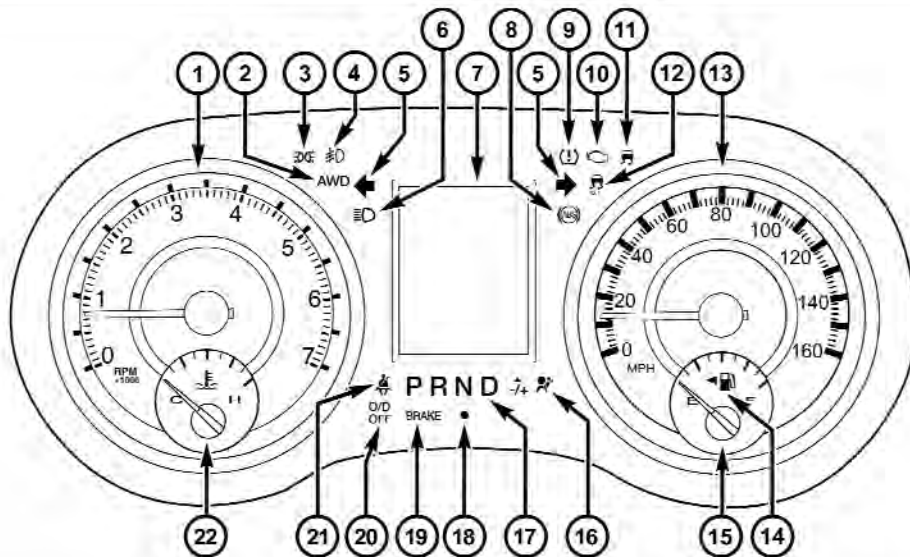 6 8 9 11
1 2 3 4 5 7 5 10 12 13
AWD
ABS
0 1 2 3 4 5 6 7
RPM
x1000
C H
0 20 40 60 80 100 120 140 160
MPH
E F
P R N D -/+
O/D
OFF
BRAKE
22 21 20 19 18 17 16 15 14